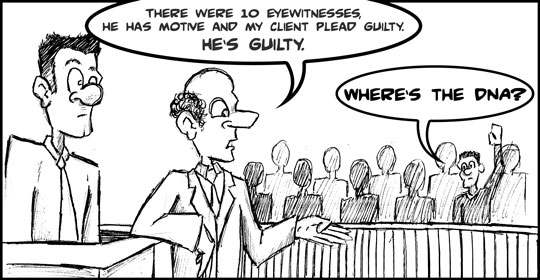 THERE WERE 10 EYEWITNESSES,
HE HAS MOTIVE AND MY CLIENT PLEAD GUILTY.
HE'S GUILTY.
WHERE'S THE DNA?